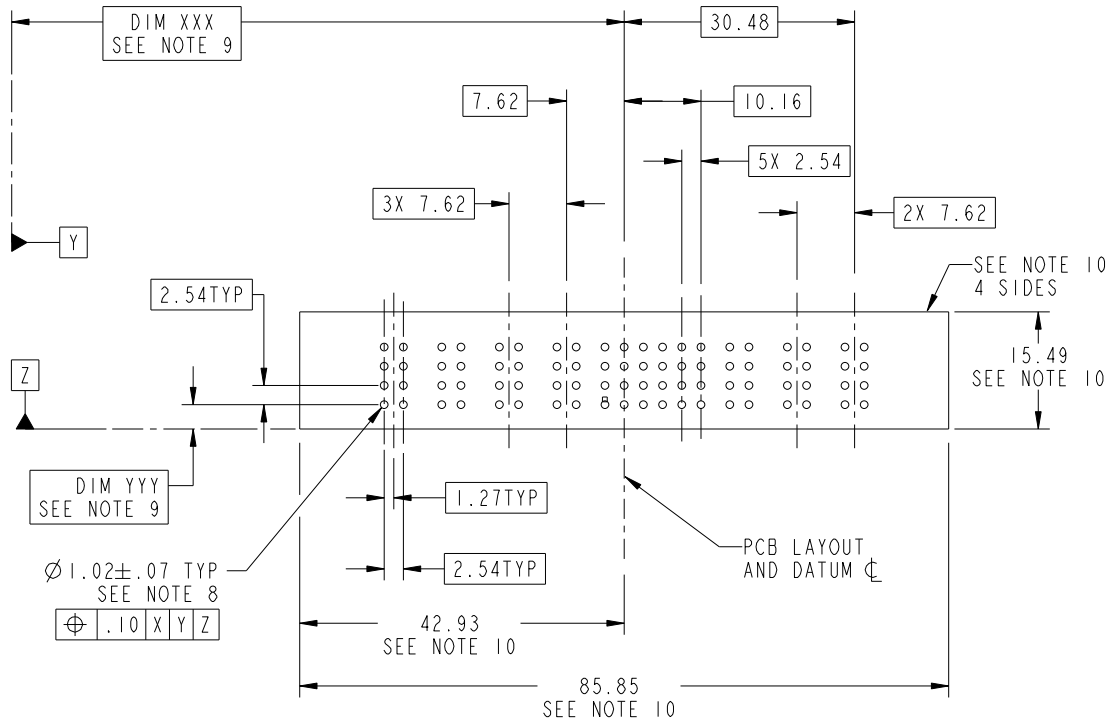 DIM XXX
SEE NOTE 9
30.48
7.62
10.16
5X 2.54
3X 7.62
2X 7.62
Y
SEE NOTE 10
4 SIDES
2.54TYP
15.49
SEE NOTE 10
Z
DIM YYY
SEE NOTE 9
1.27TYP
PCB LAYOUT
AND DATUM ℄
Ø1.02±.07 TYP
SEE NOTE 8
2.54TYP
⌖ .10 X Y Z
42.93
SEE NOTE 10
85.85
SEE NOTE 10